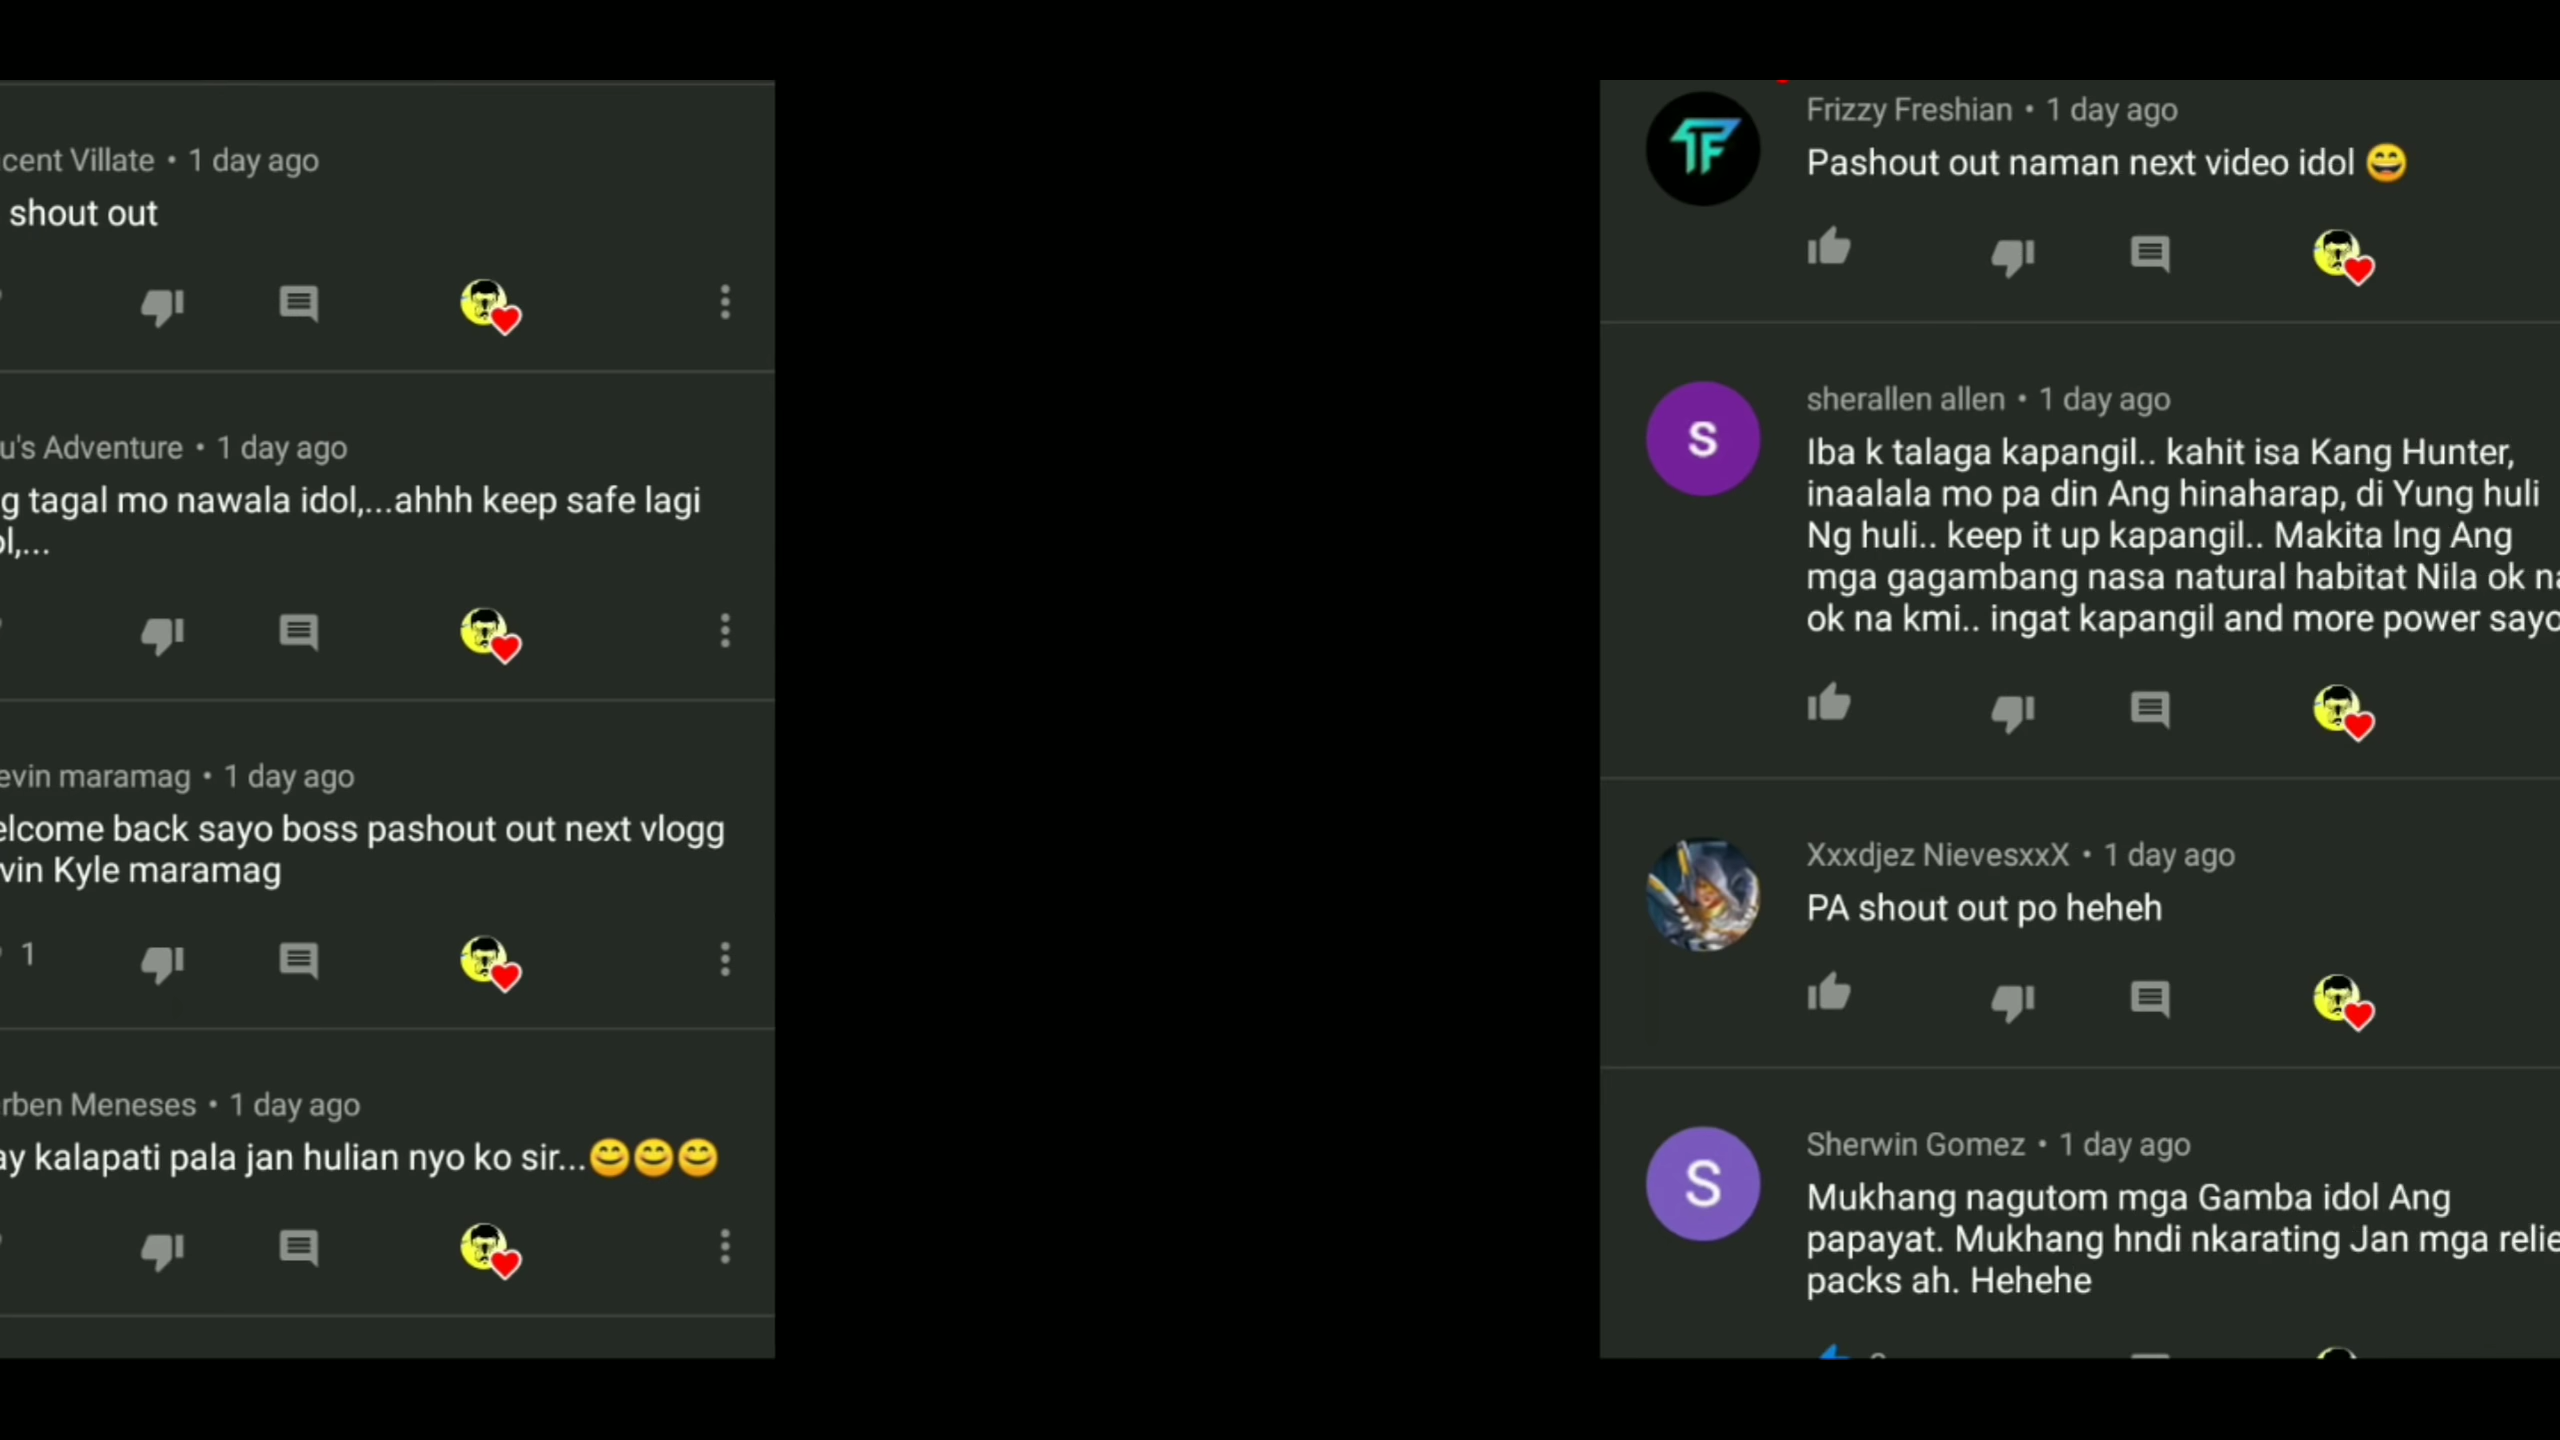 cent Villate • 1 day ago
shout out
u's Adventure • 1 day ago
g tagal mo nawala idol,...ahhh keep safe lagi
ol,...
evin maramag • 1 day ago
elcome back sayo boss pashout out next vlogg
vin Kyle maramag
1
rben Meneses • 1 day ago
ay kalapati pala jan hulian nyo ko sir...😊😊😊
TF
Frizzy Freshian • 1 day ago
Pashout out naman next video idol 😄
S
sherallen allen • 1 day ago
Iba k talaga kapangil.. kahit isa Kang Hunter,
inaalala mo pa din Ang hinaharap, di Yung huli
Ng huli.. keep it up kapangil.. Makita lng Ang
mga gagambang nasa natural habitat Nila ok na
ok na kmi.. ingat kapangil and more power sayo
Xxxdjez NievesxxX • 1 day ago
PA shout out po heheh
S
Sherwin Gomez • 1 day ago
Mukhang nagutom mga Gamba idol Ang
papayat. Mukhang hndi nkarating Jan mga relie
packs ah. Hehehe